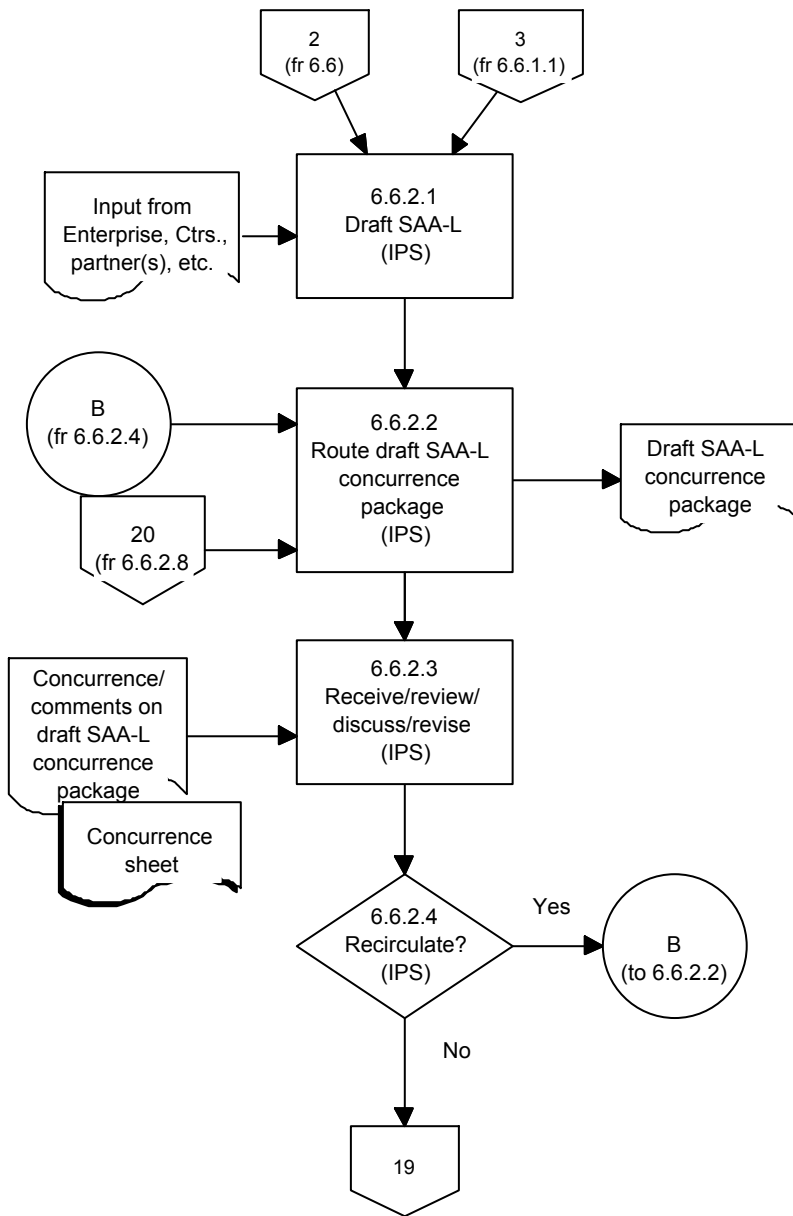 2
(fr 6.6)
3
(fr 6.6.1.1)
6.6.2.1
Draft SAA-L
(IPS)
Input from
Enterprise, Ctrs.,
partner(s), etc.
B
(fr 6.6.2.4)
6.6.2.2
Route draft SAA-L
concurrence
package
(IPS)
Draft SAA-L
concurrence
package
20
(fr 6.6.2.8
6.6.2.3
Receive/review/
discuss/revise
(IPS)
Concurrence/
comments on
draft SAA-L
concurrence
package
Concurrence
sheet
6.6.2.4
Recirculate?
(IPS)
Yes
B
(to 6.6.2.2)
No
19